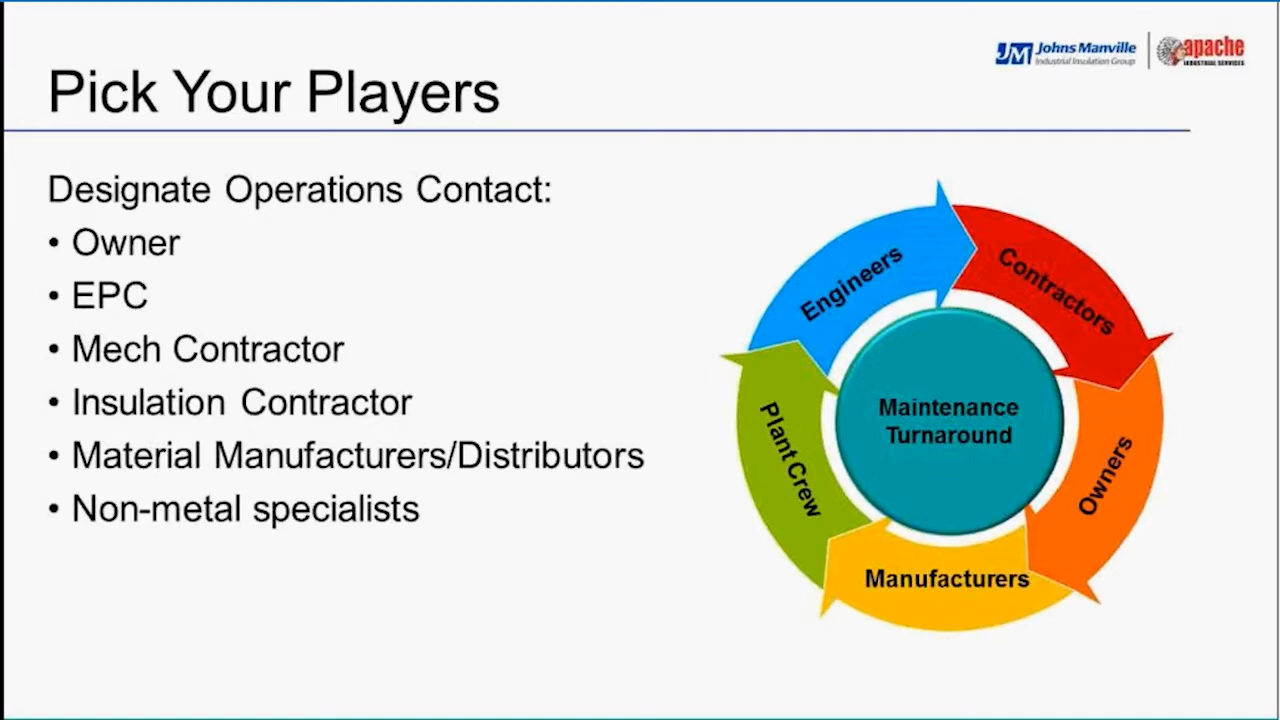 JM Johns Manville
Industrial Insulation Group
apache
INDUSTRIAL SERVICES
Pick Your Players
Designate Operations Contact:
• Owner
• EPC
• Mech Contractor
• Insulation Contractor
• Material Manufacturers/Distributors
• Non-metal specialists
Engineers
Contractors
Owners
Manufacturers
Plant Crew
Maintenance
Turnaround